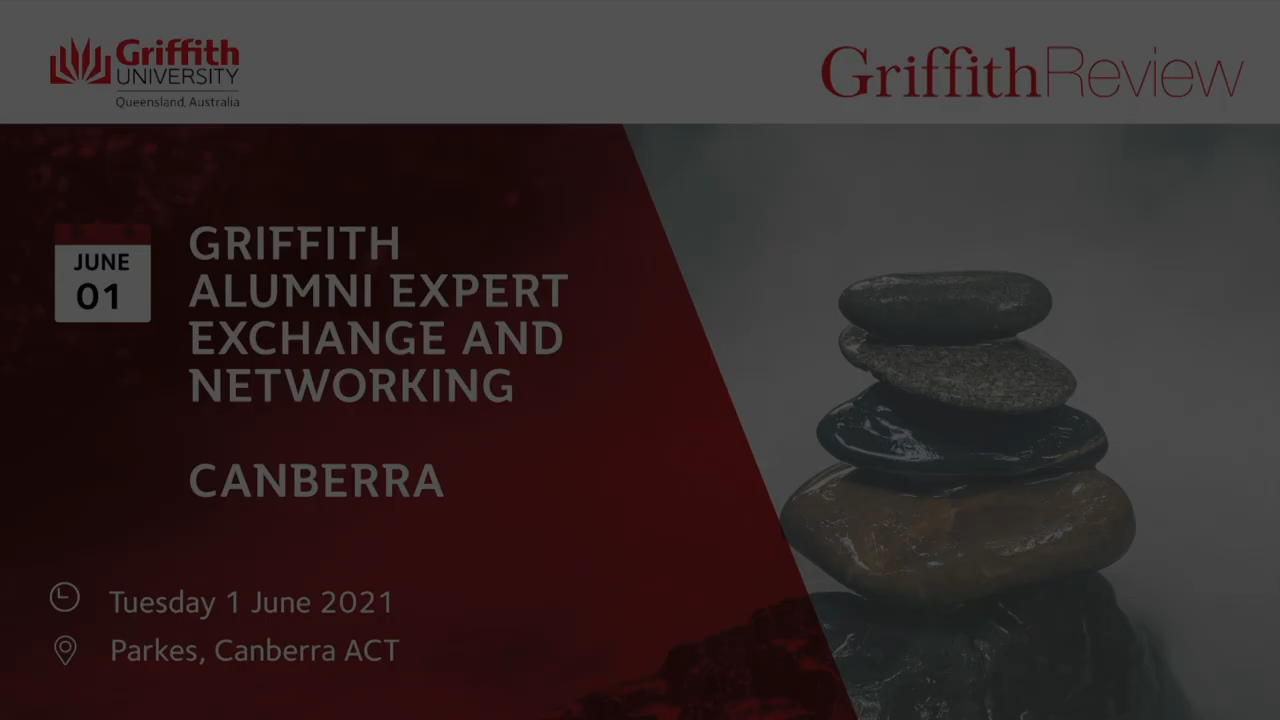 Griffith
UNIVERSITY
Queensland, Australia
GriffithReview
JUNE
01
GRIFFITH
ALUMNI EXPERT
EXCHANGE AND
NETWORKING
CANBERRA
Tuesday 1 June 2021
Parkes, Canberra ACT